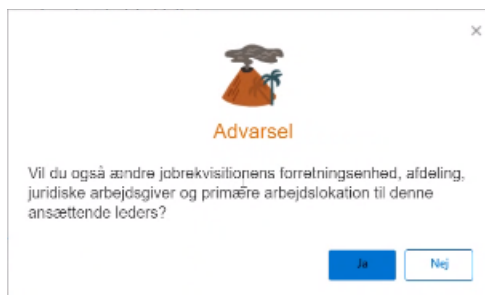 Advarsel
Vil du også ændre jobrekvisitionens forretningsenhed, afdeling,
juridiske arbejdsgiver og primære arbejdslokation til denne
ansættende leders?
Ja
Nej